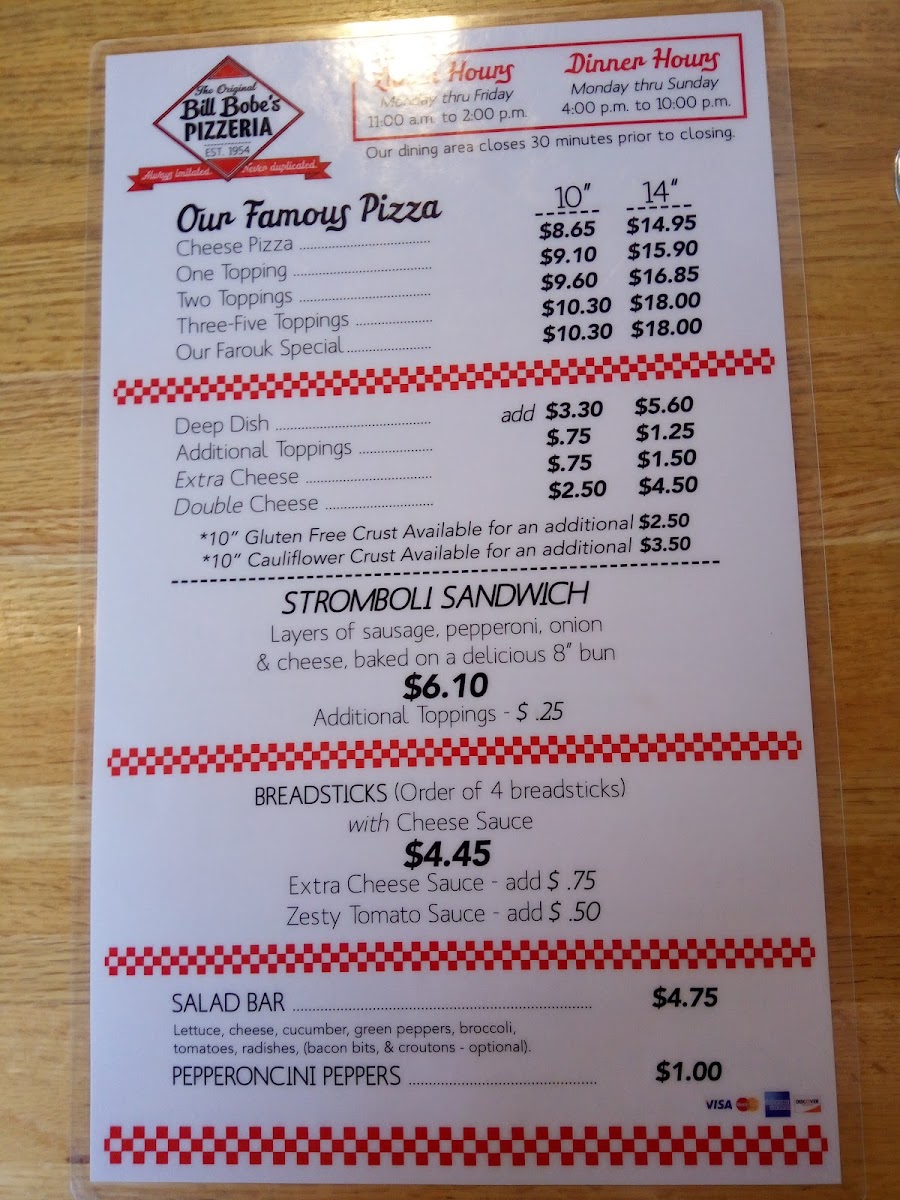 The Original
Bill Bobe's
PIZZERIA
EST. 1954
Always imitated. Never duplicated.
Hours
Monday thru Friday
11:00 a.m. to 2:00 p.m.
Dinner Hours
Monday thru Sunday
4:00 p.m. to 10:00 p.m.
Our dining area closes 30 minutes prior to closing.
Our Famous Pizza 10" 14"
Cheese Pizza $8.65 $14.95
One Topping $9.10 $15.90
Two Toppings $9.60 $16.85
Three-Five Toppings $10.30 $18.00
Our Farouk Special $10.30 $18.00
Deep Dish add $3.30 $5.60
Additional Toppings $.75 $1.25
Extra Cheese $.75 $1.50
Double Cheese $2.50 $4.50
*10" Gluten Free Crust Available for an additional $2.50
*10" Cauliflower Crust Available for an additional $3.50
STROMBOLI SANDWICH
Layers of sausage, pepperoni, onion
& cheese, baked on a delicious 8" bun
$6.10
Additional Toppings - $ .25
BREADSTICKS (Order of 4 breadsticks)
with Cheese Sauce
$4.45
Extra Cheese Sauce - add $ .75
Zesty Tomato Sauce - add $ .50
SALAD BAR $4.75
Lettuce, cheese, cucumber, green peppers, broccoli,
tomatoes, radishes, (bacon bits, & croutons - optional).
PEPPERONCINI PEPPERS $1.00
VISA DISCOVER